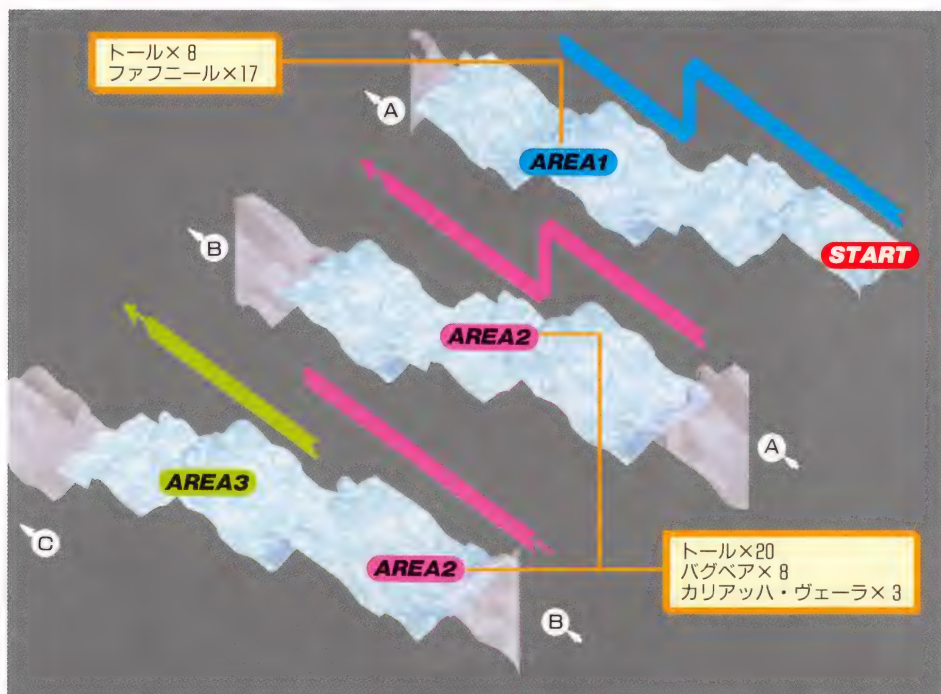 トール×8
ファフニール×17
A
AREA1
START
B
AREA2
A
AREA3
C
AREA2
B
トール×20
バグベア×8
カリアッハ・ヴェーラ×3